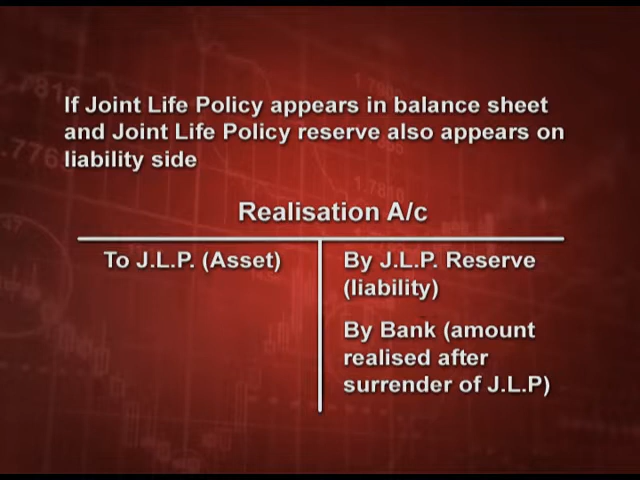 If Joint Life Policy appears in balance sheet
and Joint Life Policy reserve also appears on
liability side
Realisation A/c
To J.L.P. (Asset)
By J.L.P. Reserve
(liability)
By Bank (amount
realised after
surrender of J.L.P)